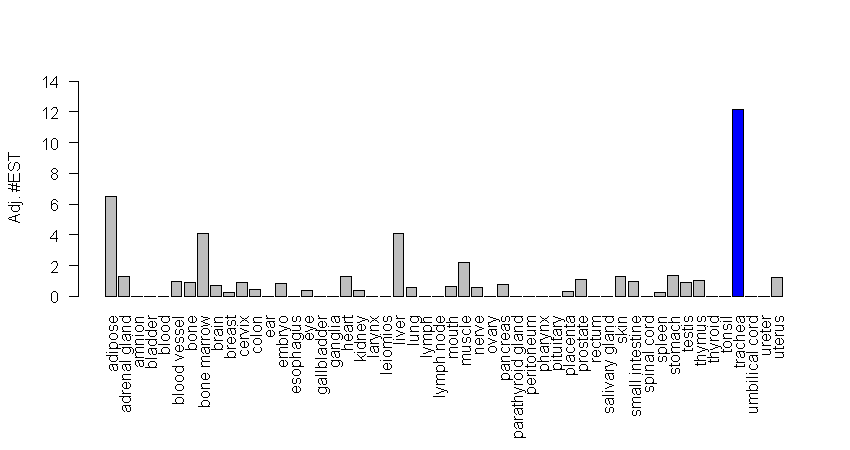 Adj. #EST
14
12
10
8
6
4
2
0
adipose
adrenal gland
amnion
bladder
blood
blood vessel
bone
bone marrow
brain
breast
cervix
colon
ear
embryo
esophagus
eye
gallbladder
ganglia
heart
kidney
larynx
leiomios
liver
lung
lymph
lymph node
mouth
muscle
nerve
ovary
pancreas
parathyroid gland
peritoneum
pharynx
pituitary
placenta
prostate
rectum
salivary gland
skin
small intestine
spinal cord
spleen
stomach
testis
thymus
thyroid
tonsil
trachea
umbilical cord
ureter
uterus